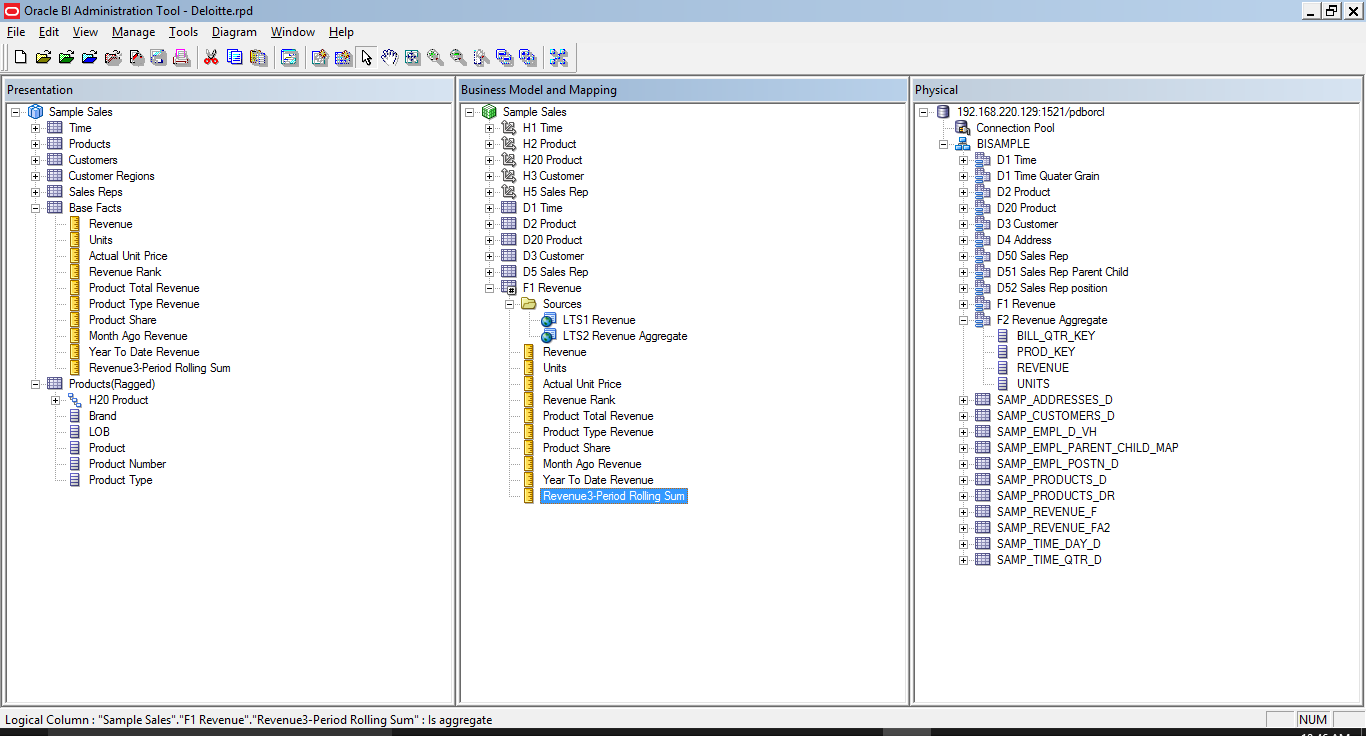 Oracle BI Administration Tool - Deloitte.rpd
File Edit View Manage Tools Diagram Window Help
Presentation
Sample Sales
Time
Products
Customers
Customer Regions
Sales Reps
Base Facts
Revenue
Units
Actual Unit Price
Revenue Rank
Product Total Revenue
Product Type Revenue
Product Share
Month Ago Revenue
Year To Date Revenue
Revenue3-Period Rolling Sum
Products(Ragged)
H20 Product
Brand
LOB
Product
Product Number
Product Type
Business Model and Mapping
Sample Sales
H1 Time
H2 Product
H20 Product
H3 Customer
H5 Sales Rep
D1 Time
D2 Product
D20 Product
D3 Customer
D5 Sales Rep
F1 Revenue
Sources
LTS1 Revenue
LTS2 Revenue Aggregate
Revenue
Units
Actual Unit Price
Revenue Rank
Product Total Revenue
Product Type Revenue
Product Share
Month Ago Revenue
Year To Date Revenue
Revenue3-Period Rolling Sum
Physical
192.168.220.129:1521/pdborcl
Connection Pool
BISAMPLE
D1 Time
D1 Time Quater Grain
D2 Product
D20 Product
D3 Customer
D4 Address
D50 Sales Rep
D51 Sales Rep Parent Child
D52 Sales Rep position
F1 Revenue
F2 Revenue Aggregate
BILL_QTR_KEY
PROD_KEY
REVENUE
UNITS
SAMP_ADDRESSES_D
SAMP_CUSTOMERS_D
SAMP_EMPL_D_VH
SAMP_EMPL_PARENT_CHILD_MAP
SAMP_EMPL_POSTN_D
SAMP_PRODUCTS_D
SAMP_PRODUCTS_DR
SAMP_REVENUE_F
SAMP_REVENUE_FA2
SAMP_TIME_DAY_D
SAMP_TIME_QTR_D
Logical Column : "Sample Sales"."F1 Revenue"."Revenue3-Period Rolling Sum" : Is aggregate
NUM